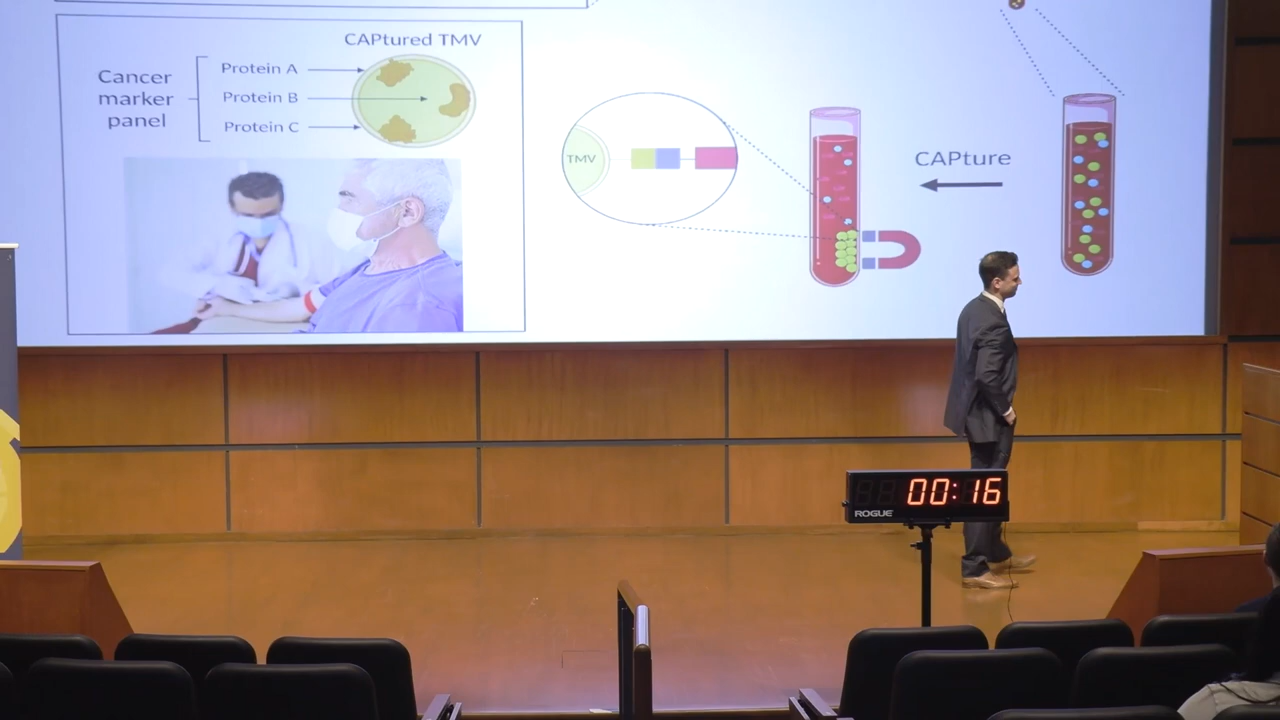 CAPtured TMV
Cancer
marker
panel
Protein A
Protein B
Protein C
TMV
CAPture
00:16
ROGUE